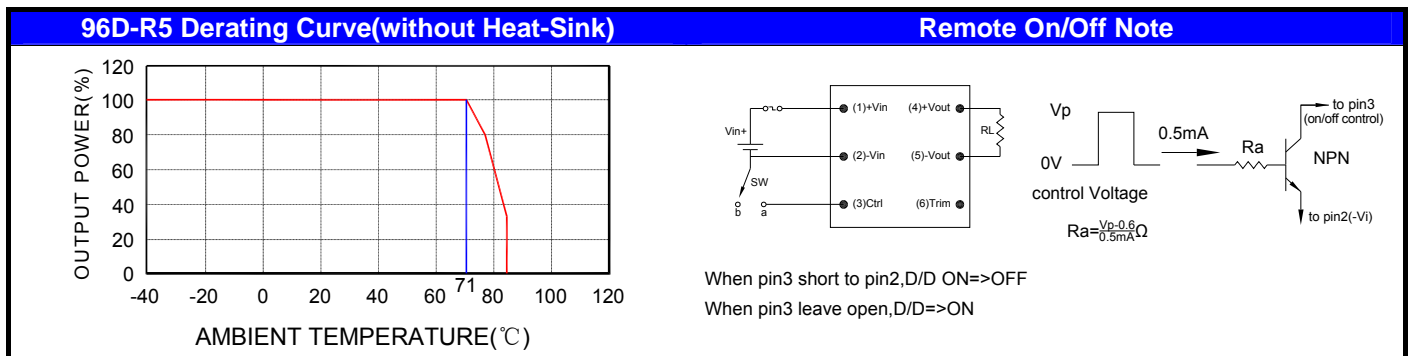 96D-R5 Derating Curve(without Heat-Sink)
OUTPUT POWER(%)
120
100
80
60
40
20
0
-40 -20 0 20 40 60 71 80 100 120
AMBIENT TEMPERATURE(℃)
Remote On/Off Note
Vin+
SW
b a
(1)+Vin (4)+Vout
(2)-Vin (5)-Vout
(3)Ctrl (6)Trim
RL
Vp
0V
control Voltage
0.5mA
Ra
Ra=Vp-0.6/0.5mAΩ
to pin3
(on/off control)
NPN
to pin2(-Vi)
When pin3 short to pin2,D/D ON=>OFF
When pin3 leave open,D/D=>ON